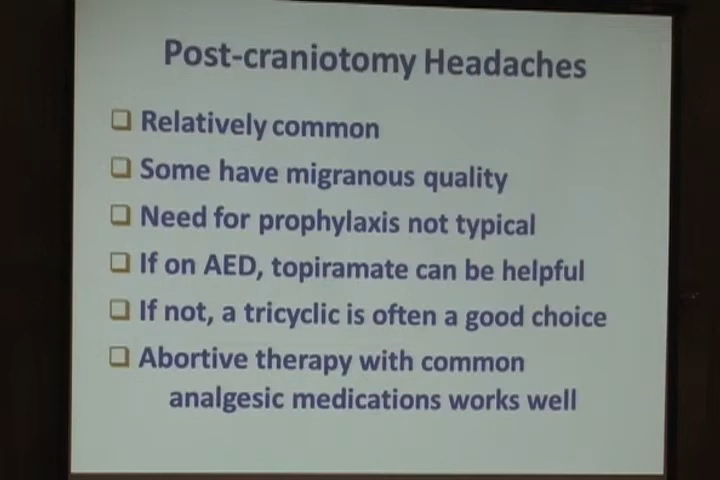 Post-craniotomy Headaches
Relatively common
Some have migranous quality
Need for prophylaxis not typical
If on AED, topiramate can be helpful
If not, a tricyclic is often a good choice
Abortive therapy with common
analgesic medications works well